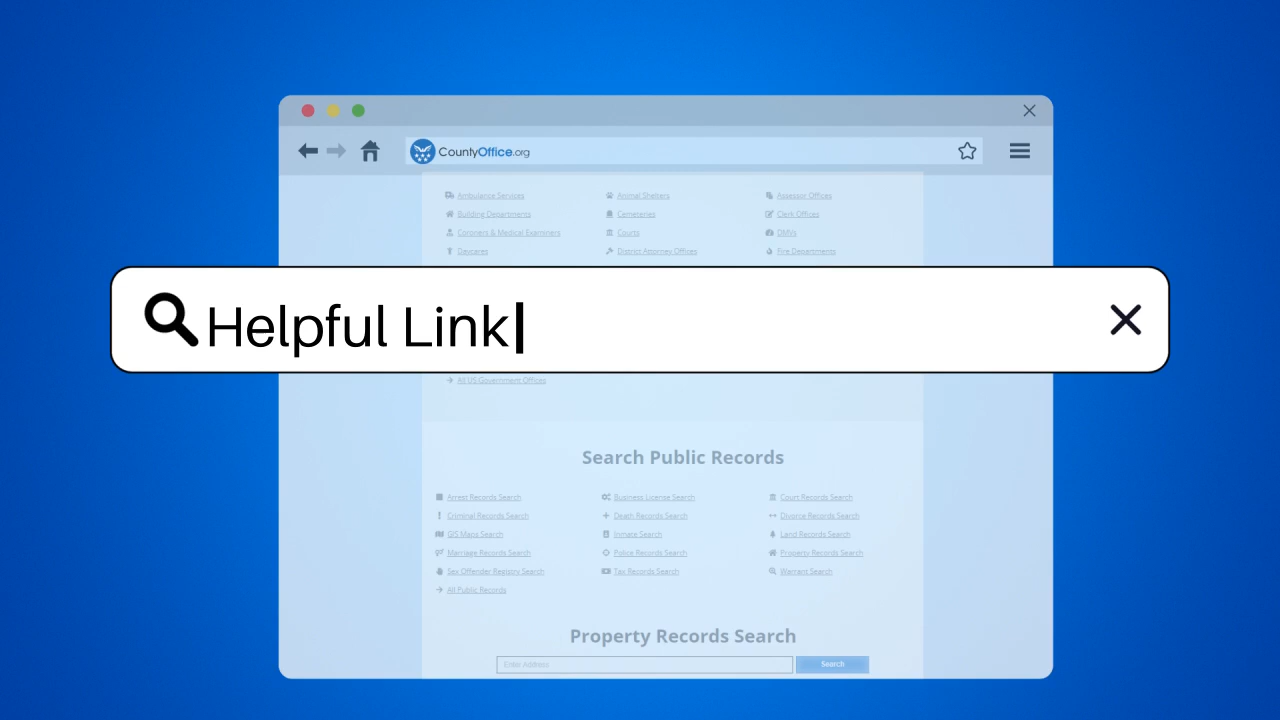 CountyOffice.org
Ambulance Services Animal Shelters Assessor Offices
Building Departments Cemeteries Clerk Offices
Coroners & Medical Examiners Courts DMVs
Daycares District Attorney Offices Fire Departments
Helpful Link
All US Government Offices
Search Public Records
Arrest Records Search Business License Search Court Records Search
Criminal Records Search Death Records Search Divorce Records Search
GIS Maps Search Inmate Search Land Records Search
Marriage Records Search Police Records Search Property Records Search
Sex Offender Registry Search Tax Records Search Warrant Search
All Public Records
Property Records Search
Enter Address Search